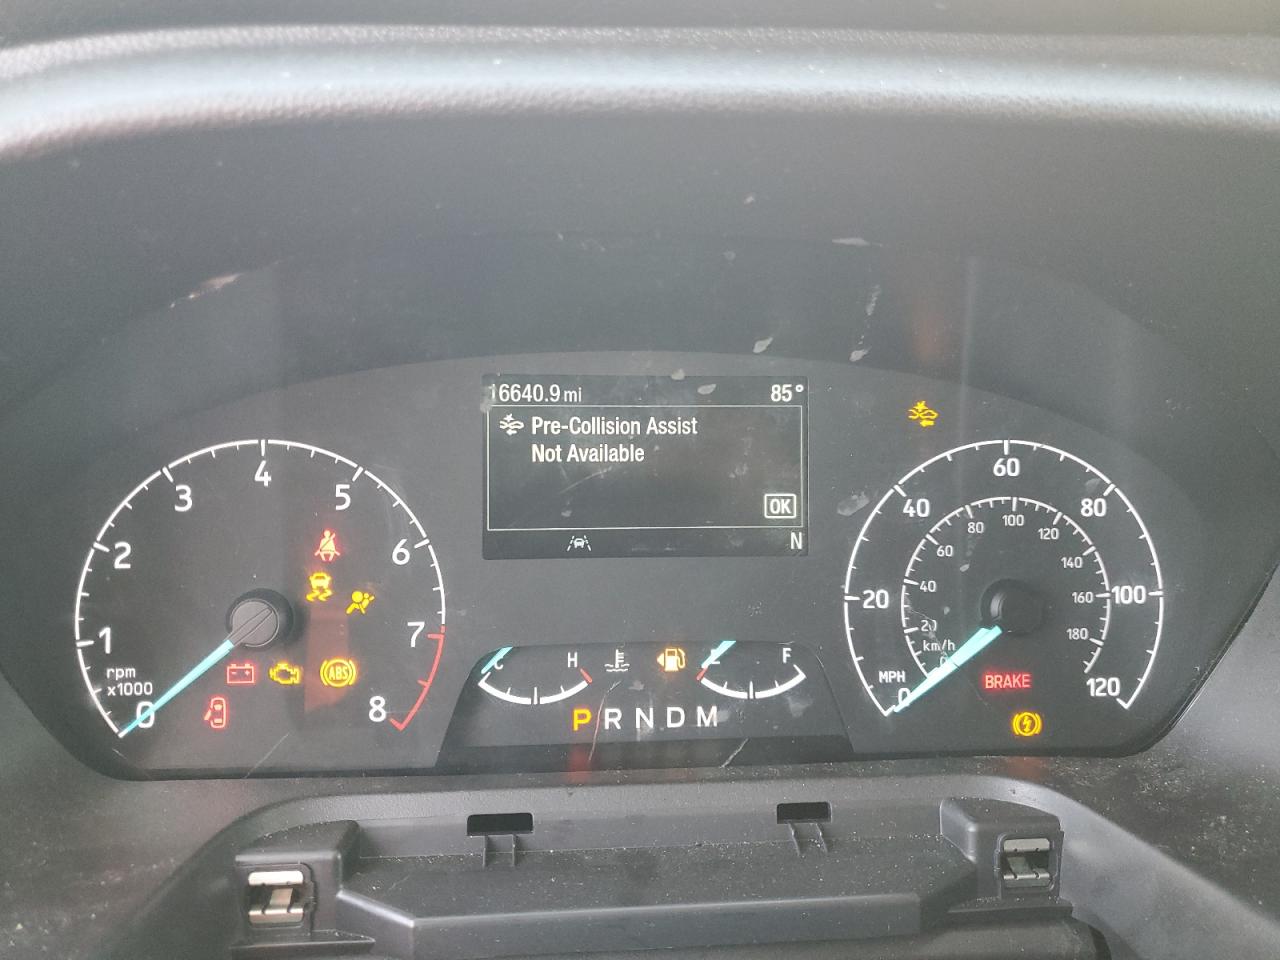 16640.9 mi 85°
Pre-Collision Assist
Not Available
OK
N
0 1 2 3 4 5 6 7 8
rpm
x1000
ABS
C H
E F
P R N D M
0 20 40 60 80 100 120
MPH
0 20 40 60 80 100 120 140 160 180
km/h
BRAKE